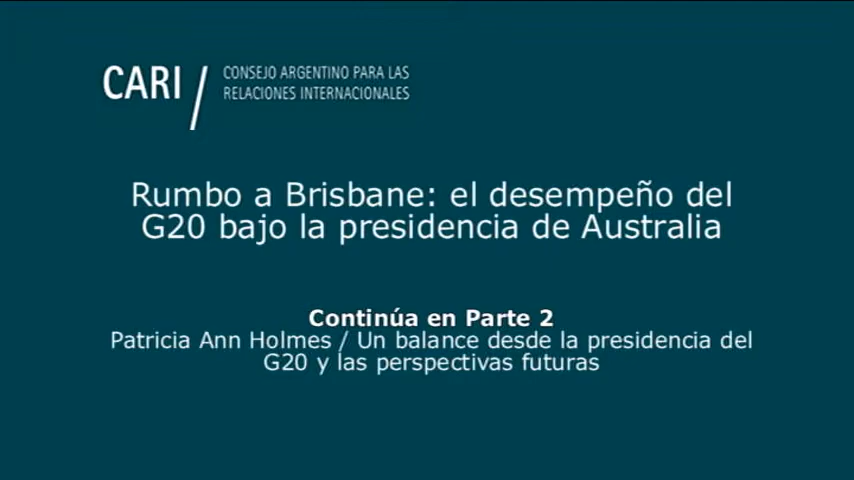 CARI /
CONSEJO ARGENTINO PARA LAS
RELACIONES INTERNACIONALES
Rumbo a Brisbane: el desempeño del
G20 bajo la presidencia de Australia
Continúa en Parte 2
Patricia Ann Holmes / Un balance desde la presidencia del
G20 y las perspectivas futuras